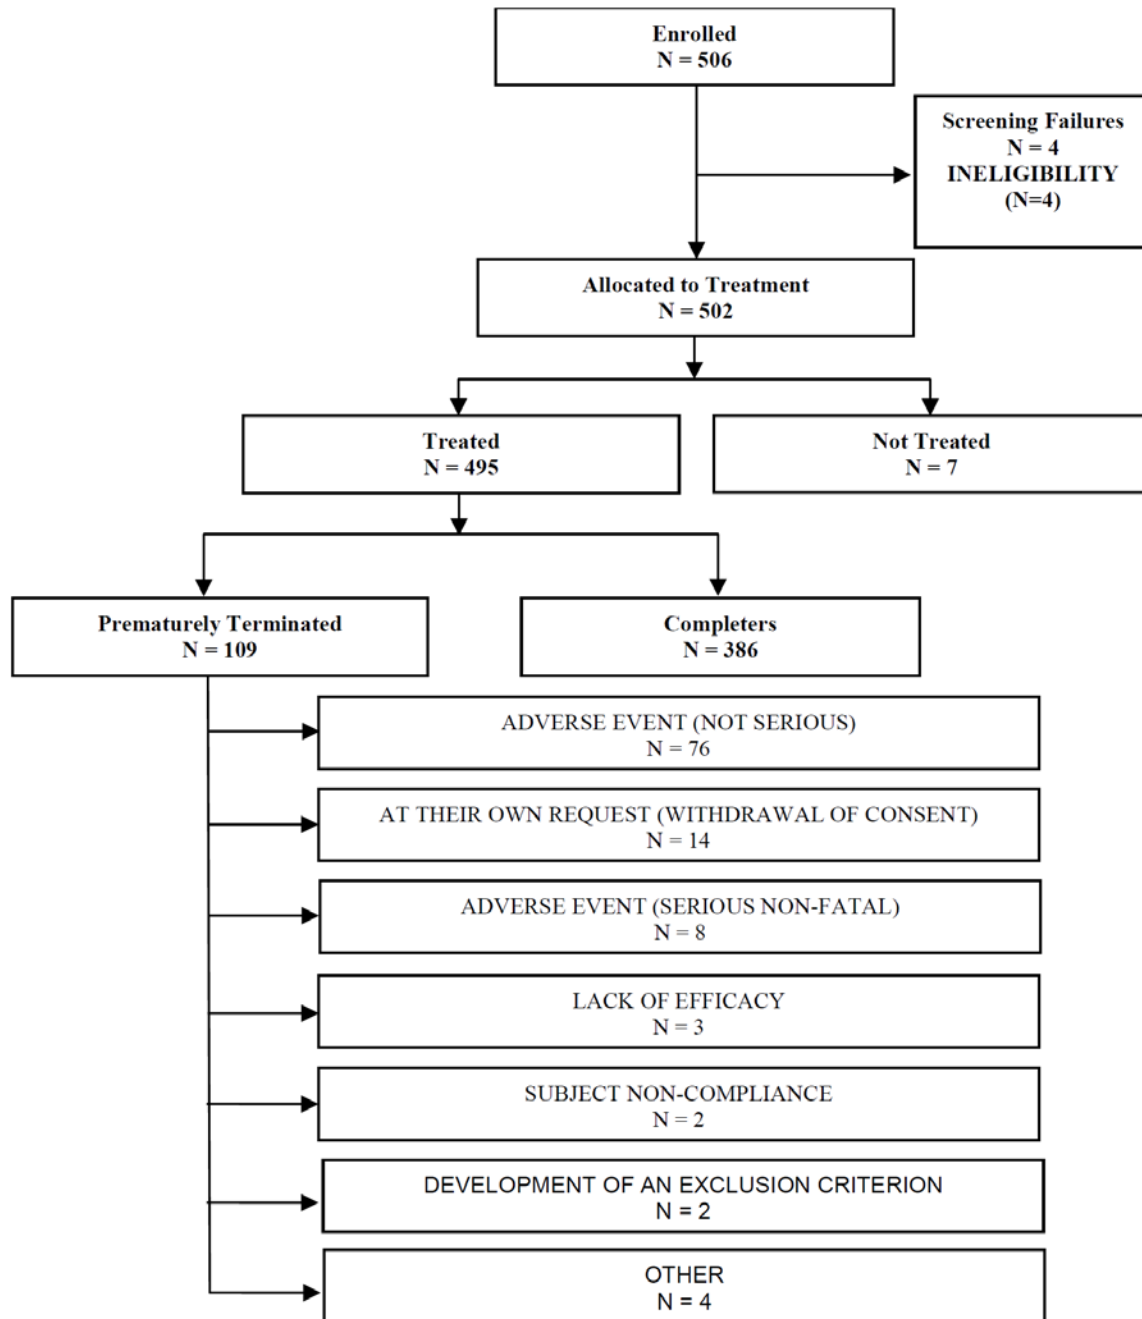 Enrolled
N = 506
Screening Failures
N = 4
INELIGIBILITY
(N=4)
Allocated to Treatment
N = 502
Treated
N = 495
Not Treated
N = 7
Prematurely Terminated
N = 109
Completers
N = 386
ADVERSE EVENT (NOT SERIOUS)
N = 76
AT THEIR OWN REQUEST (WITHDRAWAL OF CONSENT)
N = 14
ADVERSE EVENT (SERIOUS NON-FATAL)
N = 8
LACK OF EFFICACY
N = 3
SUBJECT NON-COMPLIANCE
N = 2
DEVELOPMENT OF AN EXCLUSION CRITERION
N = 2
OTHER
N = 4